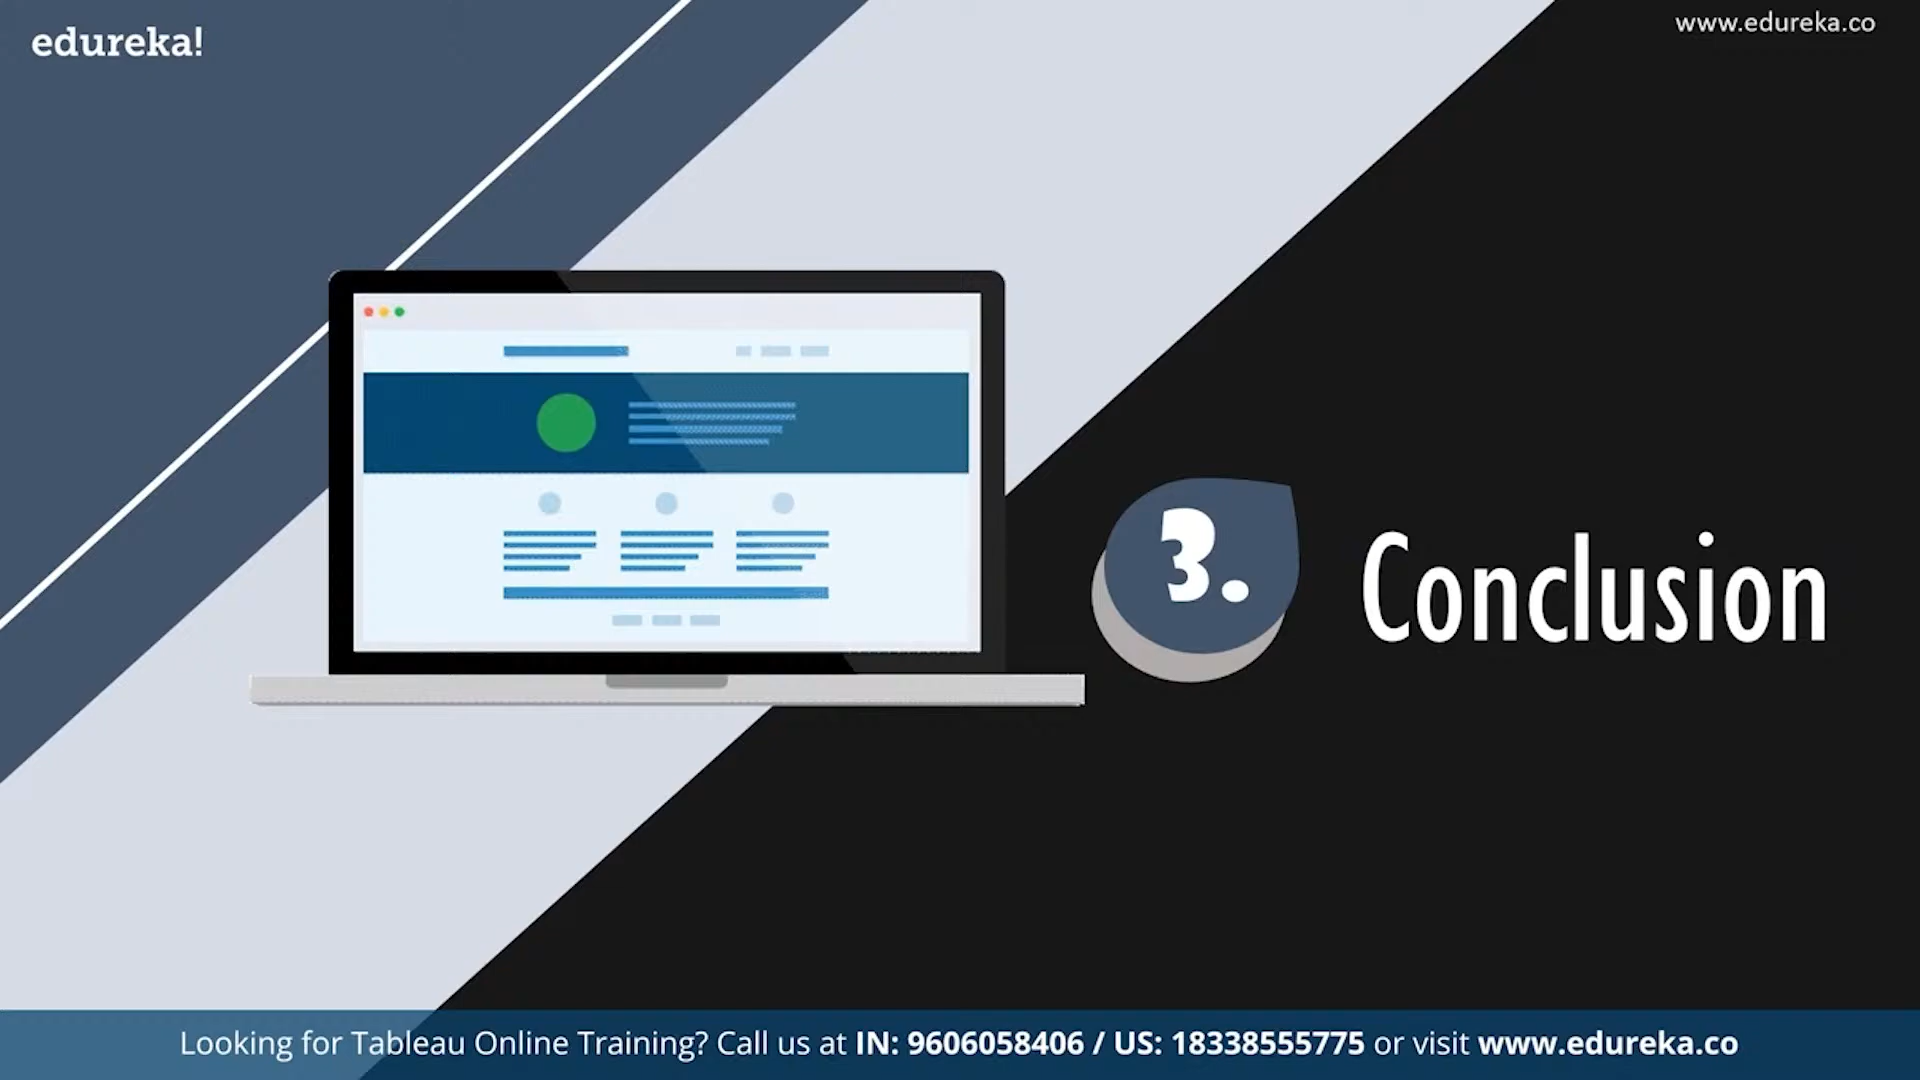 edureka!
www.edureka.co
3.
Conclusion
Looking for Tableau Online Training? Call us at IN: 9606058406 / US: 18338555775 or visit www.edureka.co